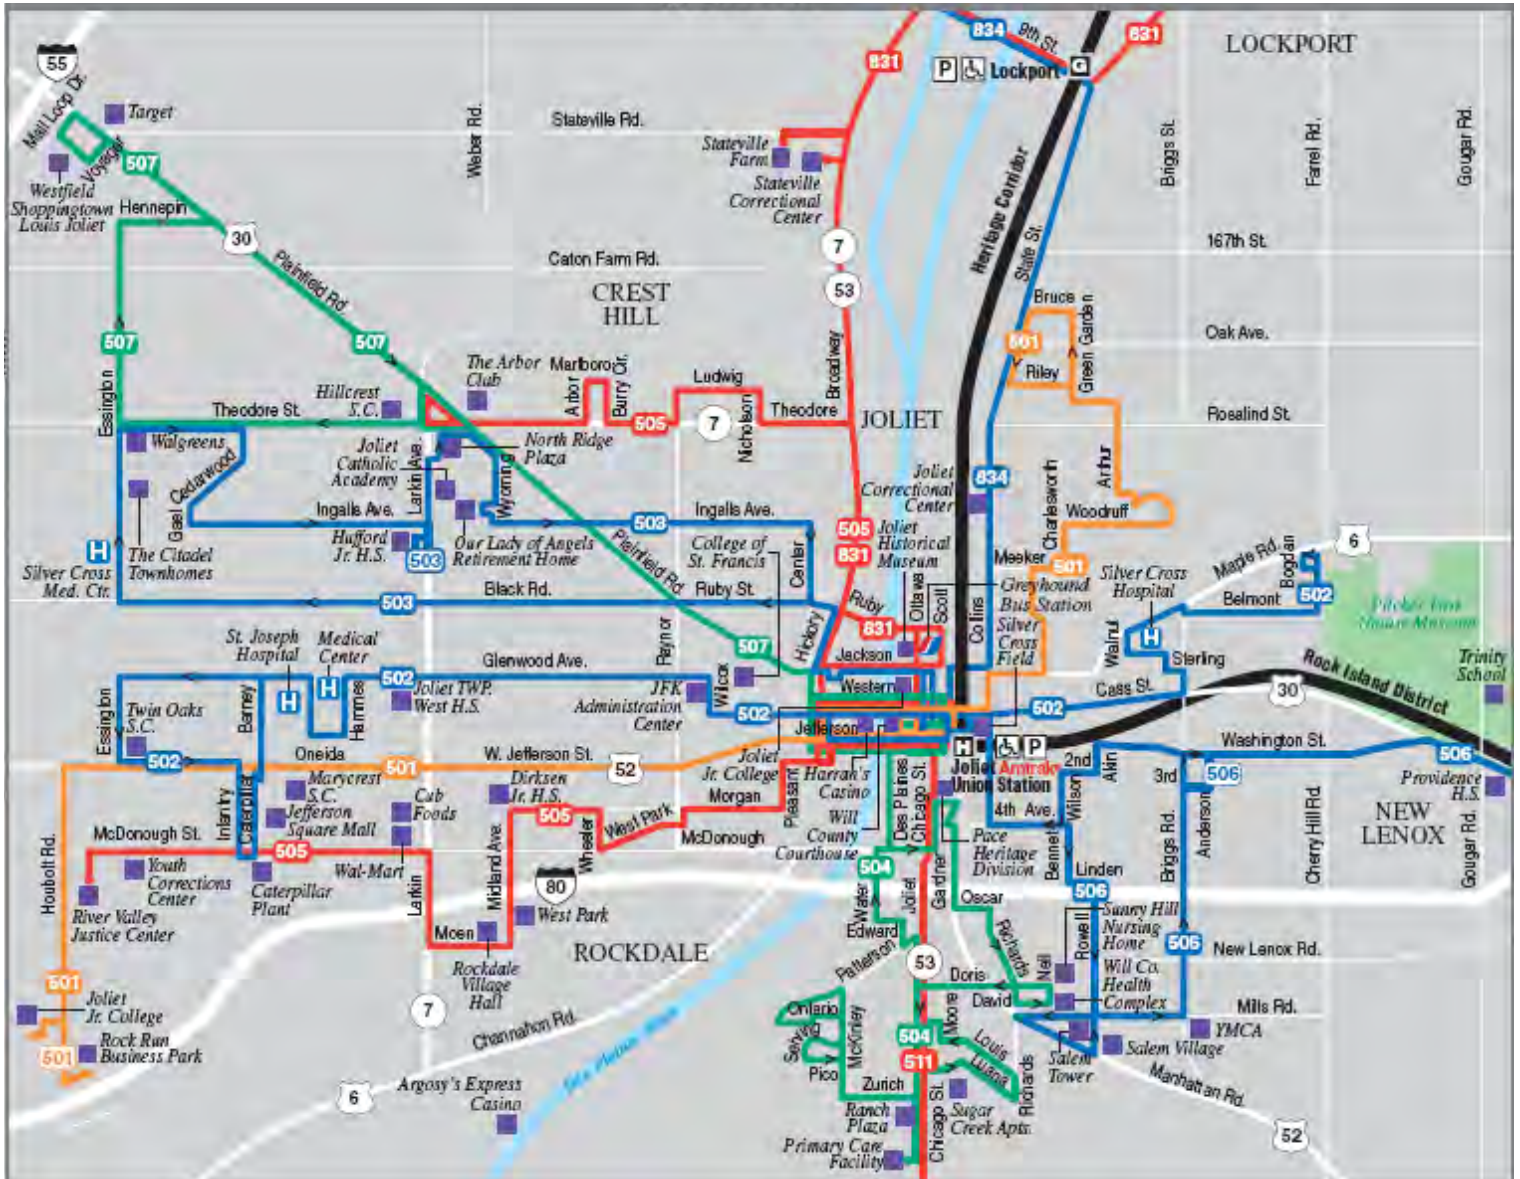 55
Mall Loop Dr.
Voyager
Target
507
Westfield
Shoppingtown
Louis Joliet
Hennepin
30
Plainfield Rd.
507
507
Essington
Theodore St.
Hillcrest
S.C.
The Arbor
Club
Marlboro
Arbor
Burry Cir.
Ludwig
Nicholson
Theodore
505
7
Weber Rd.
Stateville Rd.
Caton Farm Rd.
CREST
HILL
Stateville
Farm
Stateville
Correctional
Center
831
834
9th St.
831
P
Lockport
LOCKPORT
7
53
Broadway
Heritage Corridor
State St.
Briggs St.
Farrel Rd.
Gougar Rd.
167th St.
Oak Ave.
Rosalind St.
Bruce
501
Riley
Green Garden
Arthur
Charlesworth
Woodruff
JOLIET
Joliet
Correctional
Center
834
Walgreens
Cedarwood
Gael
Joliet
Catholic
Academy
Larkin Ave.
North Ridge
Plaza
Wyoming
Ingalls Ave.
503
Ingalls Ave.
The Citadel
Townhomes
Hufford
Jr. H.S.
503
Our Lady of Angels
Retirement Home
Plainfield Rd.
College of
St. Francis
Center
505
831
Joliet
Historical
Museum
Meeker
501
Greyhound
Bus Station
Silver
Cross
Field
Silver Cross
Hospital
Maple Rd.
6
Bogdan
502
Belmont
H
Silver Cross
Med. Ctr.
503
Black Rd.
Ruby St.
Ruby
831
Ottawa
Scott
Collins
Walnut
H
Sterling
Rock Island District
Trinity
School
St. Joseph
Hospital
Medical
Center
H
H
502
Glenwood Ave.
Raynor
507
Hickory
Jackson
Western
Cass St.
30
Essington
Twin Oaks
S.C.
Barney
Hammes
Joliet TWP.
West H.S.
JFK
Administration
Center
Wilcox
502
Jefferson
502
502
Oneida
501
W. Jefferson St.
52
Joliet
Jr. College
Harrah's
Casino
H
P
Joliet Amtrak
Union Station
2nd
Allin
3rd
Washington St.
506
506
Providence
H.S.
NEW
LENOX
Infantry
Caterpillar
Marycrest
S.C.
Jefferson
Square Mall
Cub
Foods
Dirksen
Jr. H.S.
505
Wheeler
West Park
Morgan
Pleasant
Will
County
Courthouse
Des Plaines
Chicago St.
4th Ave.
Wilson
Anderson
Briggs Rd.
Cherry Hill Rd.
Gougar Rd.
Houbolt Rd.
McDonough St.
505
Wal-Mart
McDonough
504
Pace
Heritage
Division
Bennett
Linden
506
Youth
Corrections
Center
Caterpillar
Plant
River Valley
Justice Center
Larkin
Midland Ave.
80
West Park
Moen
ROCKDALE
Water
Edward
Joliet
Gardner
Oscar
Richards
Sunny Hill
Nursing
Home
Rowell
506
New Lenox Rd.
501
Joliet
Jr. College
Rock Run
Business Park
501
Rockdale
Village
Hall
7
Channahon Rd.
Patterson
53
Doris
David
Neil
Will Co.
Health
Complex
Mills Rd.
Ontario
McKinley
Pico
504
Moore
Louis
Luana
Salem
Tower
YMCA
Salem Village
511
Zurich
Richards
Manhattan Rd.
6
Argosy's Express
Casino
Ranch
Plaza
Primary Care
Facility
Chicago St.
Sugar
Creek Apts.
52